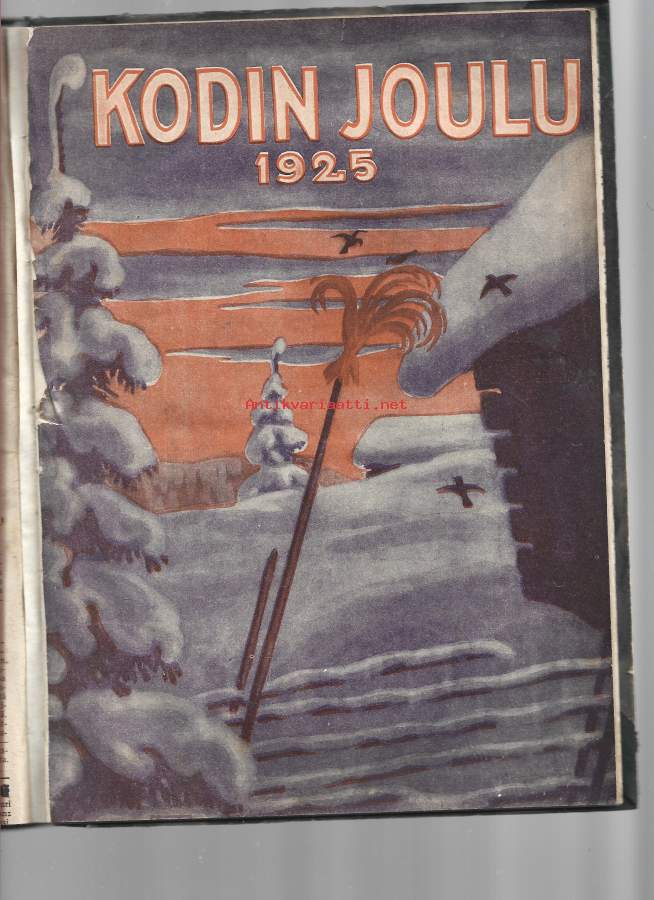 KODIN JOULU
1925
Antikvariaatti.net